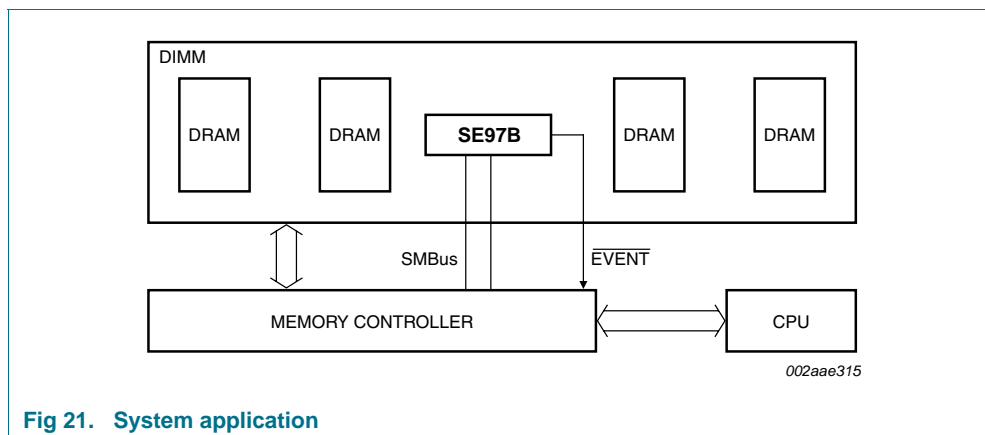 DIMM
DRAM
DRAM
SE97B
DRAM
DRAM
SMBus
EVENT
MEMORY CONTROLLER
CPU
002aae315
Fig 21. System application